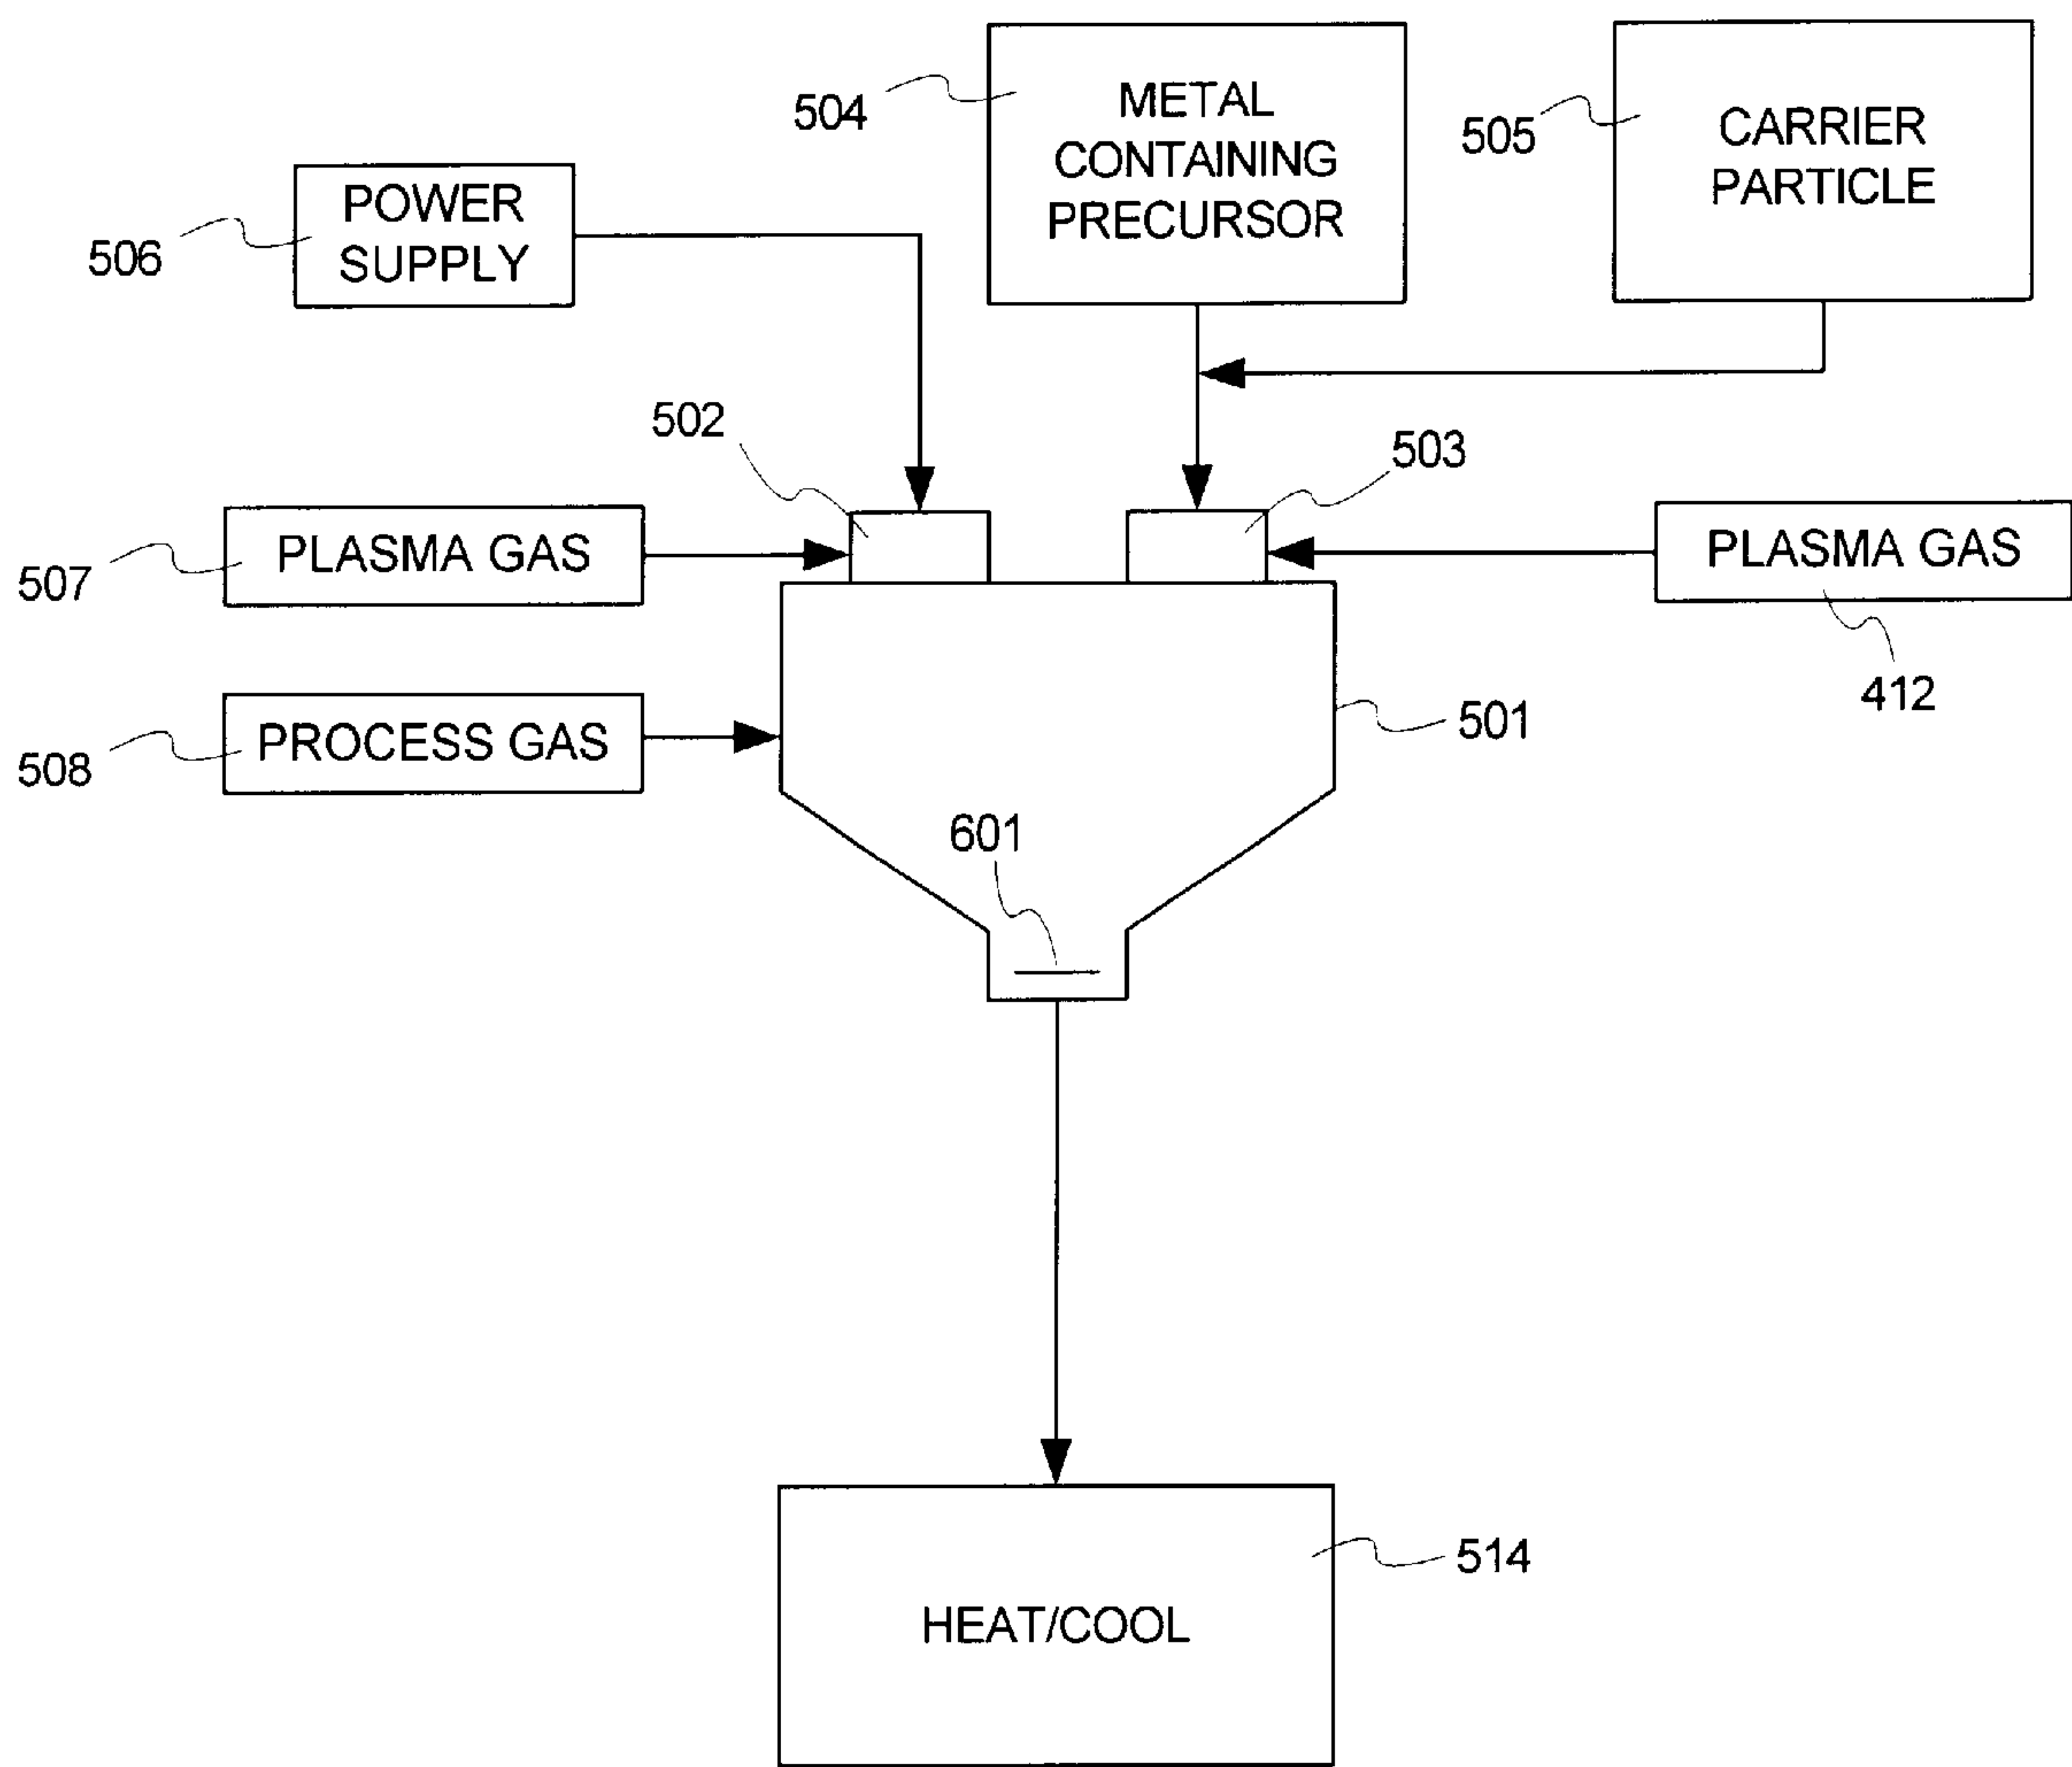 504
METAL
CONTAINING
PRECURSOR
505
CARRIER
PARTICLE
506
POWER
SUPPLY
502
503
507
PLASMA GAS
PLASMA GAS
412
508
PROCESS GAS
501
601
514
HEAT/COOL